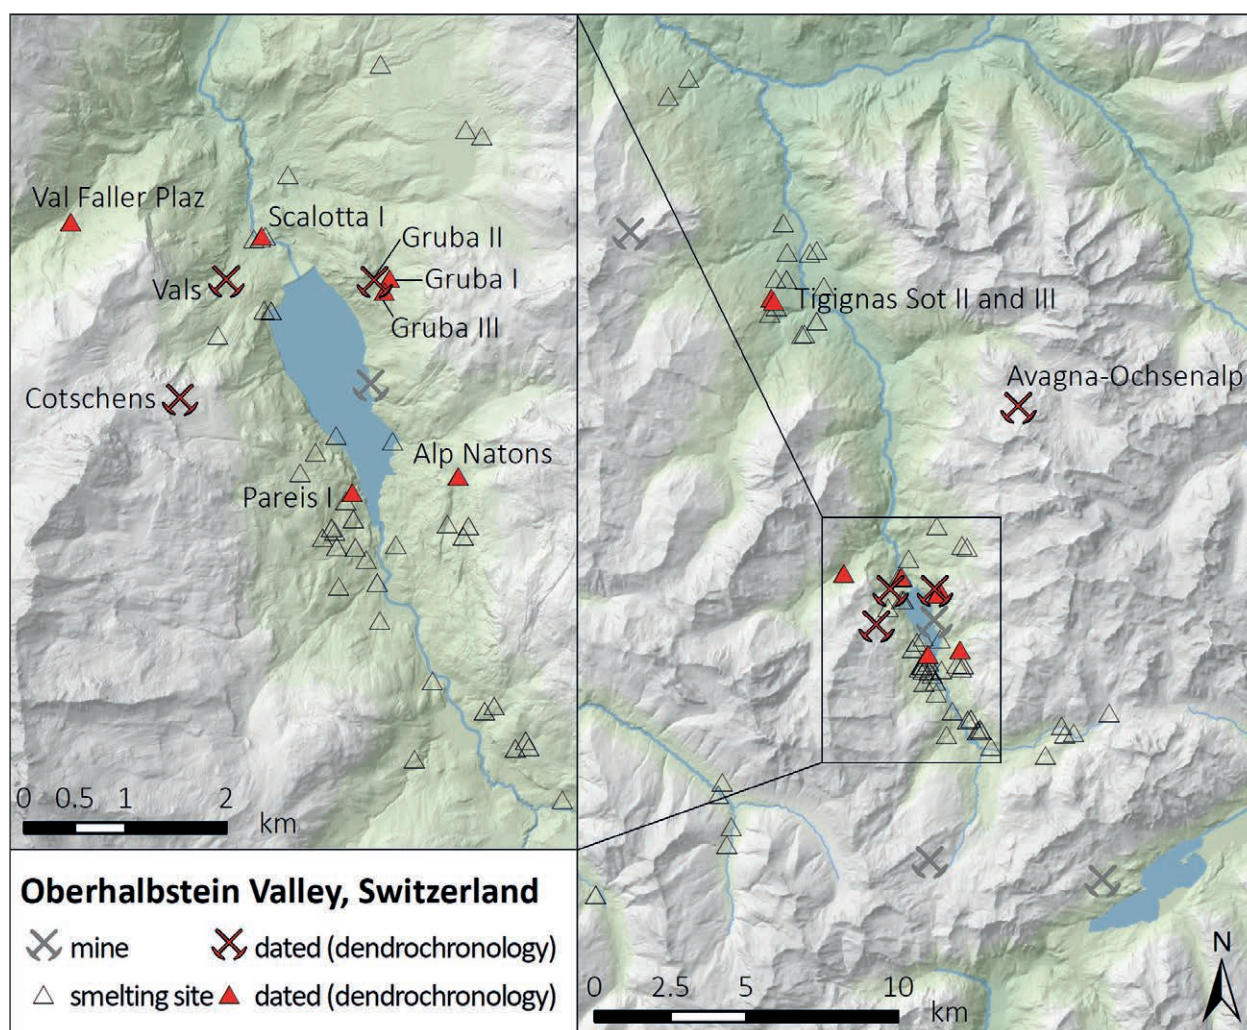 Val Faller Plaz
Scalotta I
Gruba II
Vals
Gruba I
Gruba III
Cotschens
Alp Natons
Pareis I
0 0.5 1 2
km
Tigignas Sot II and III
Avagna-Ochsenalp
Oberhalbstein Valley, Switzerland
mine dated (dendrochronology)
smelting site dated (dendrochronology)
0 2.5 5 10
km
N